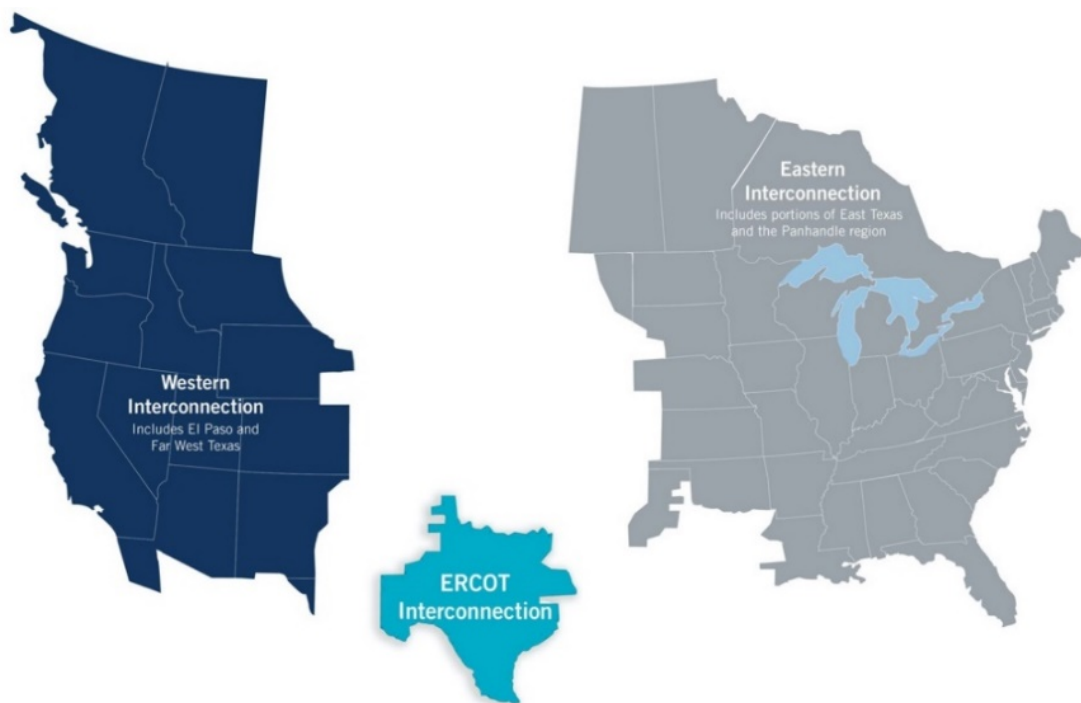 Eastern
Interconnection
Includes portions of East Texas
and the Panhandle region
Western
Interconnection
Includes El Paso and
Far West Texas
ERCOT
Interconnection